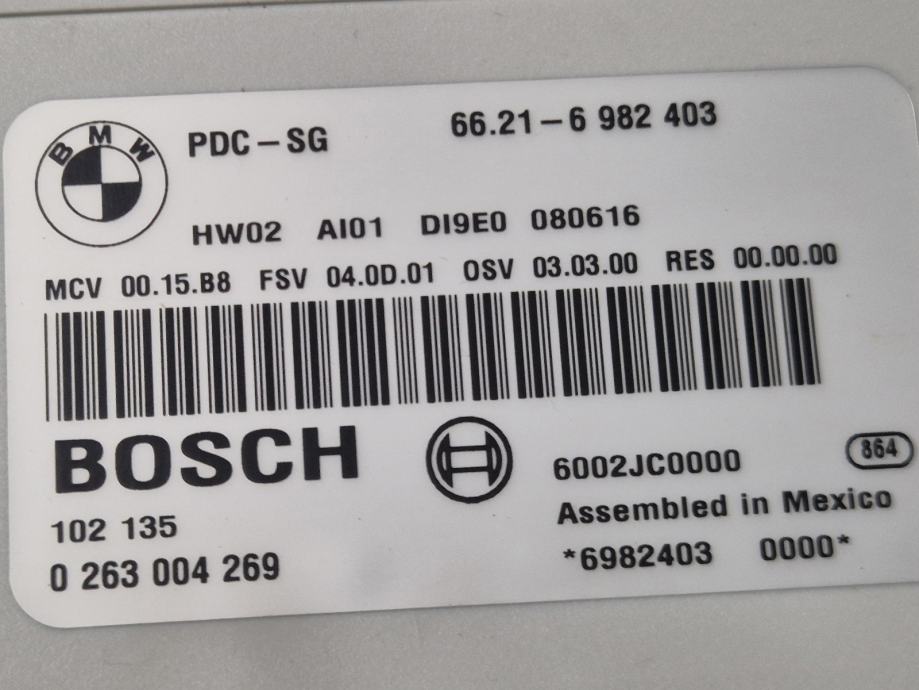 BMW
PDC-SG 66.21-6 982 403
HW02 AI01 DI9E0 080616
MCV 00.15.B8 FSV 04.0D.01 OSV 03.03.00 RES 00.00.00
BOSCH
6002JC0000 864
Assembled in Mexico
102 135
*6982403 0000*
0 263 004 269